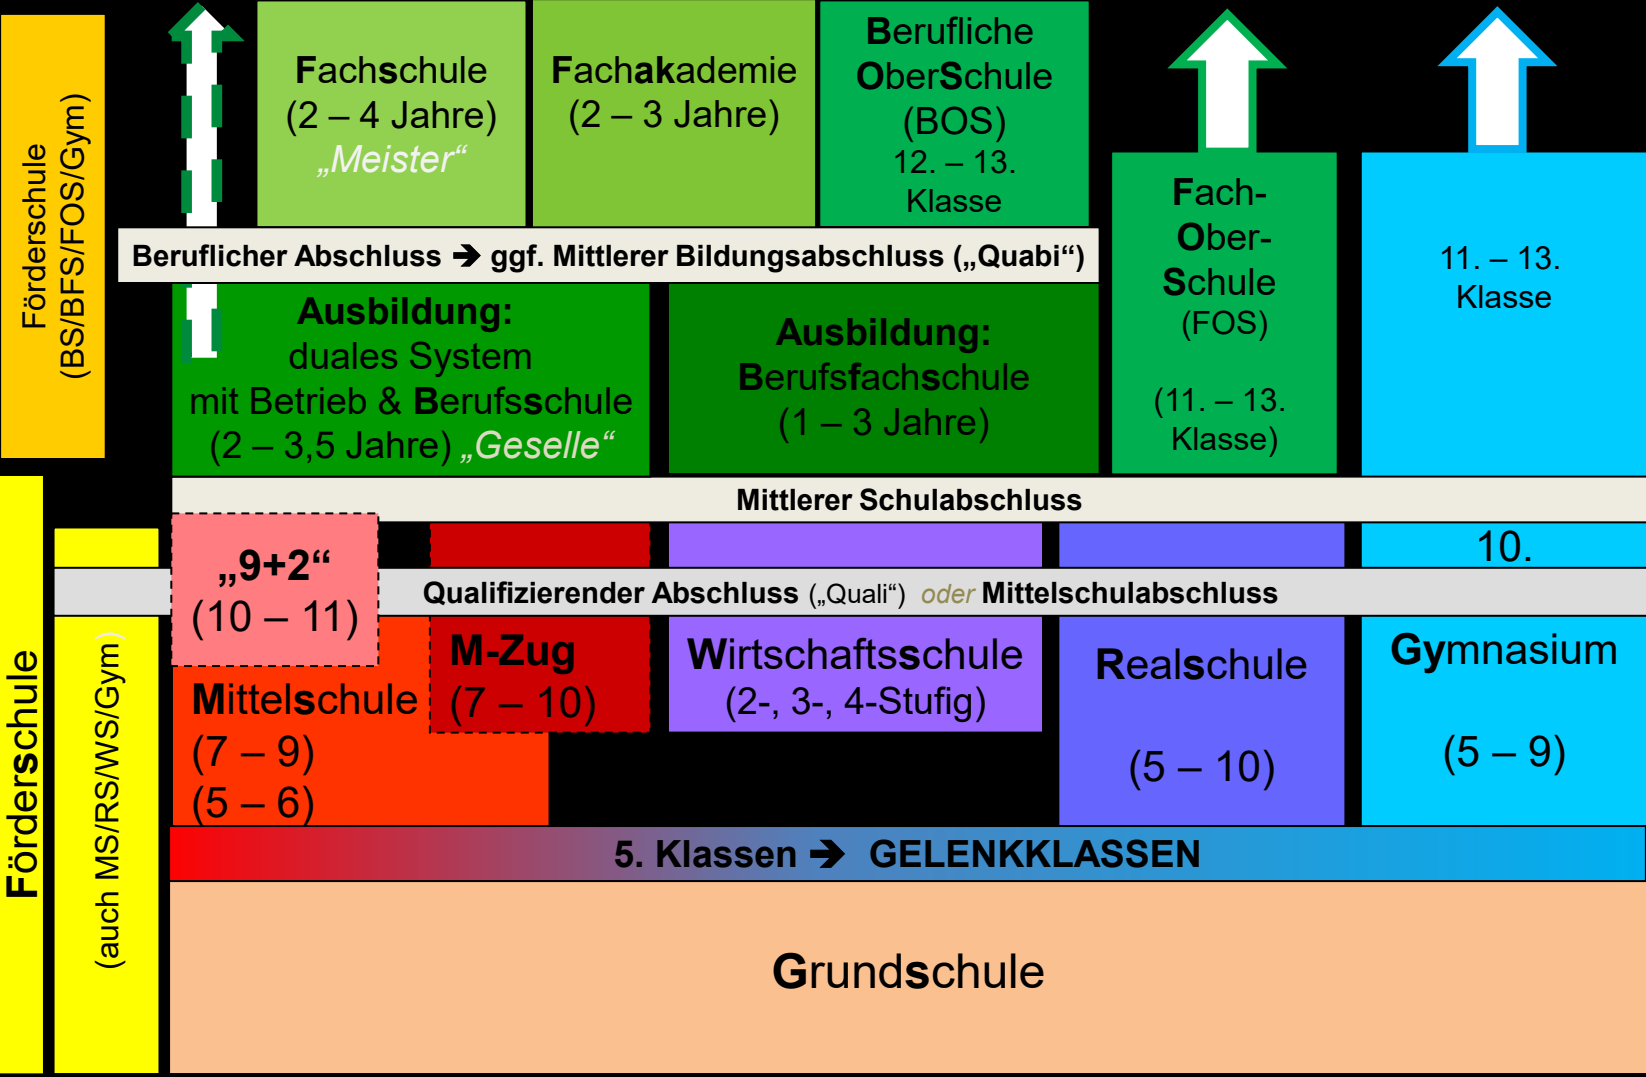 Förderschule
(BS/BFS/FOS/Gym)
Fachschule
(2 – 4 Jahre)
„Meister“
Fachakademie
(2 – 3 Jahre)
Berufliche
OberSchule
(BOS)
12. – 13.
Klasse
Fach-
Ober-
Schule
(FOS)
(11. – 13.
Klasse)
11. – 13.
Klasse
Beruflicher Abschluss ➔ ggf. Mittlerer Bildungsabschluss („Quabi“)
Ausbildung:
duales System
mit Betrieb & Berufsschule
(2 – 3,5 Jahre) „Geselle“
Ausbildung:
Berufsfachschule
(1 – 3 Jahre)
Mittlerer Schulabschluss
Förderschule
(auch MS/RS/WS/Gym)
„9+2“
(10 – 11)
10.
Qualifizierender Abschluss („Quali“) oder Mittelschulabschluss
Mittelschule
(7 – 9)
(5 – 6)
M-Zug
(7 – 10)
Wirtschaftsschule
(2-, 3-, 4-Stufig)
Realschule
(5 – 10)
Gymnasium
(5 – 9)
5. Klassen ➔ GELENKKLASSEN
Grundschule